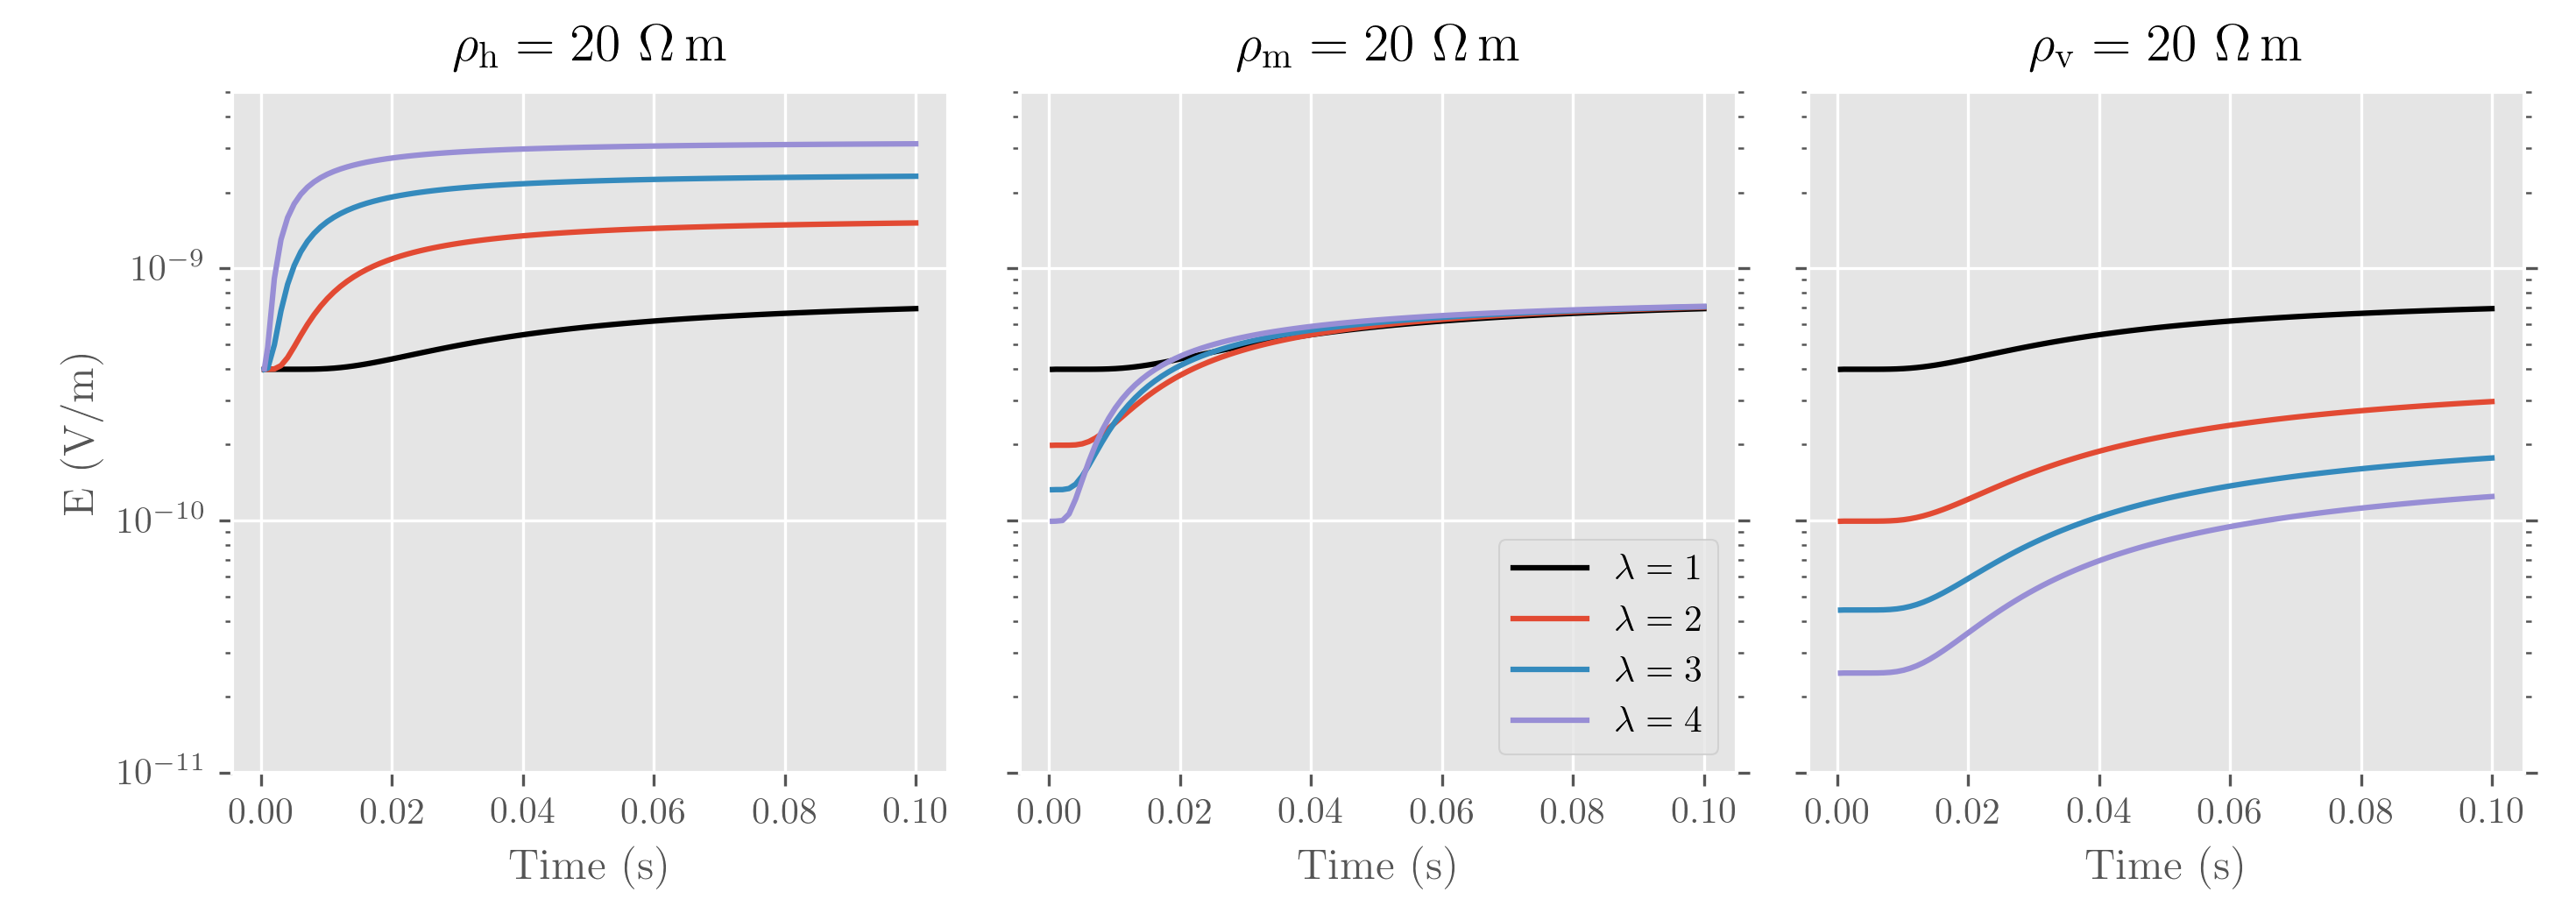 ρh = 20 Ω m
ρm = 20 Ω m
ρv = 20 Ω m
E (V/m)
10⁻⁹
10⁻¹⁰
10⁻¹¹
0.00 0.02 0.04 0.06 0.08 0.10
Time (s)
λ = 1
λ = 2
λ = 3
λ = 4
0.00 0.02 0.04 0.06 0.08 0.10
Time (s)
0.00 0.02 0.04 0.06 0.08 0.10
Time (s)